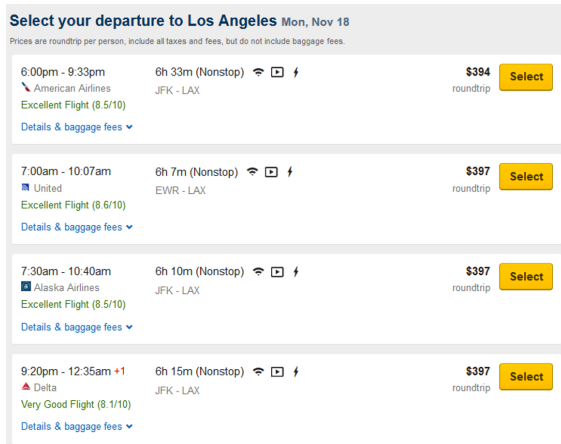 Select your departure to Los Angeles Mon, Nov 18
Prices are roundtrip per person, include all taxes and fees, but do not include baggage fees.
6:00pm - 9:33pm 6h 33m (Nonstop) $394 Select
American Airlines JFK - LAX roundtrip
Excellent Flight (8.5/10)
Details & baggage fees
7:00am - 10:07am 6h 7m (Nonstop) $397 Select
United EWR - LAX roundtrip
Excellent Flight (8.6/10)
Details & baggage fees
7:30am - 10:40am 6h 10m (Nonstop) $397 Select
Alaska Airlines JFK - LAX roundtrip
Excellent Flight (8.5/10)
Details & baggage fees
9:20pm - 12:35am +1 6h 15m (Nonstop) $397 Select
Delta JFK - LAX roundtrip
Very Good Flight (8.1/10)
Details & baggage fees